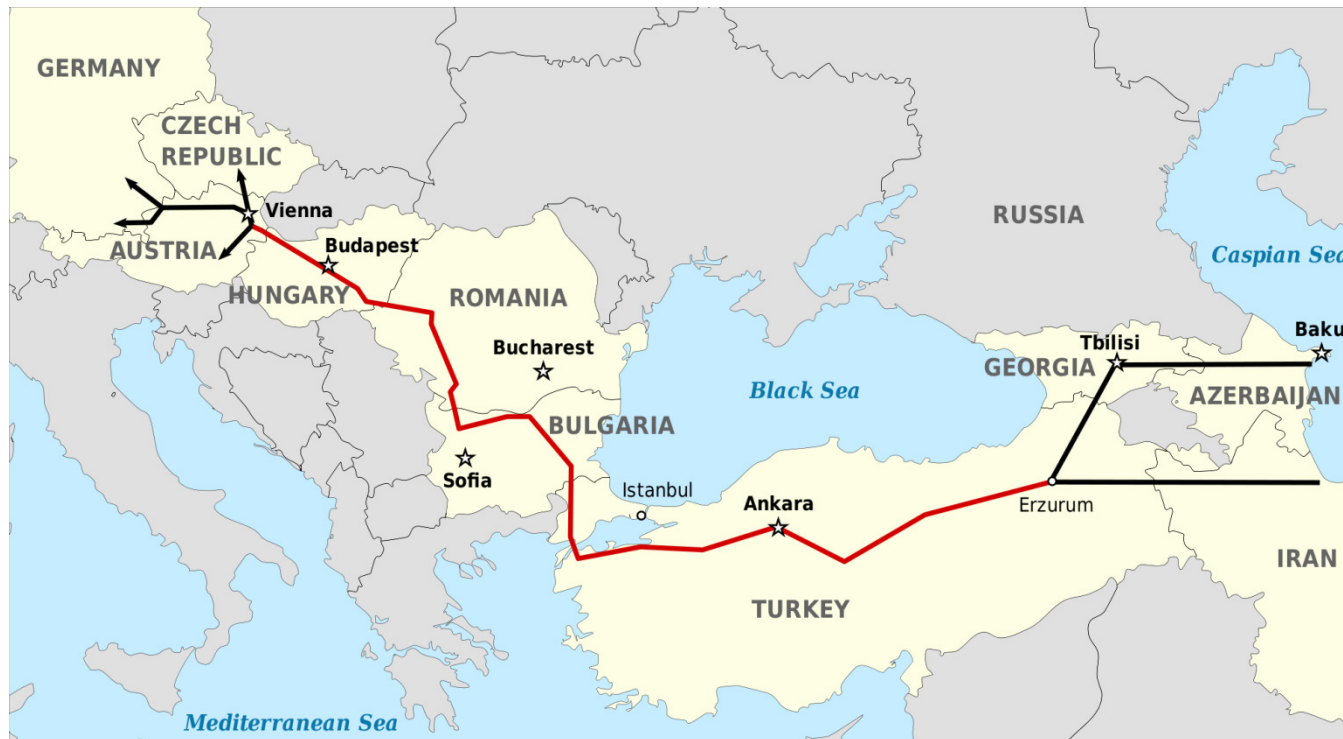 GERMANY
CZECH
REPUBLIC
Vienna
AUSTRIA
Budapest
HUNGARY
ROMANIA
Bucharest
BULGARIA
Sofia
Istanbul
Ankara
TURKEY
Black Sea
RUSSIA
Caspian Sea
Tbilisi
GEORGIA
Baku
AZERBAIJAN
Erzurum
IRAN
Mediterranean Sea